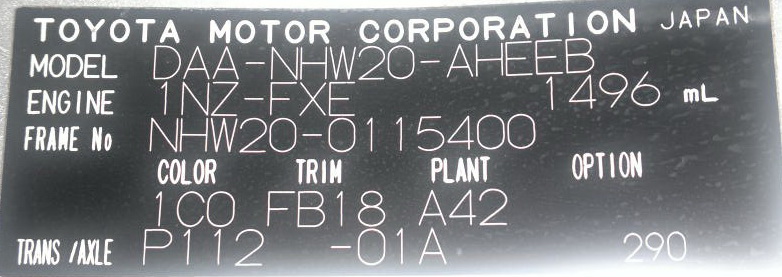 TOYOTA MOTOR CORPORATION JAPAN
MODEL DAA-NHW20-AHEEB
ENGINE 1NZ-FXE 1496 mL
FRAME No NHW20-0115400
COLOR TRIM PLANT OPTION
1C0 FB18 A42
TRANS/AXLE P112 -01A 290